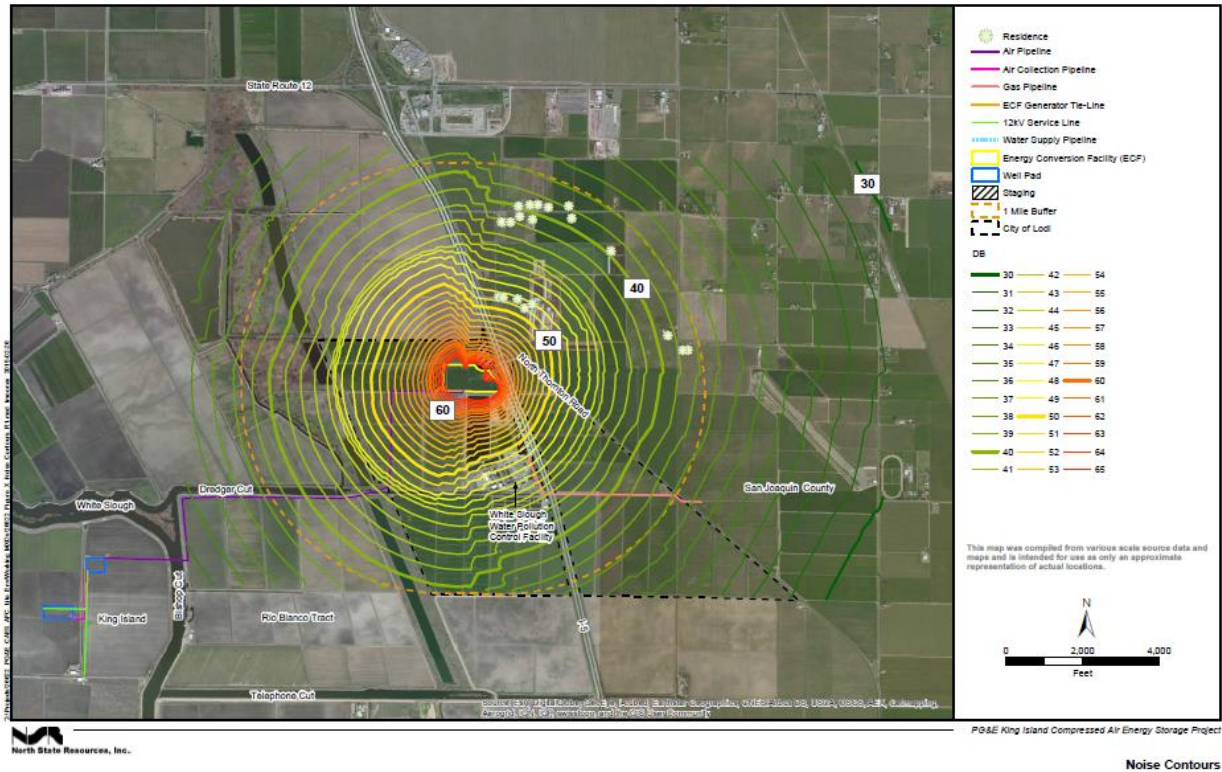 State Route 12
30
40
50
60
North Thornton Road
Dredger Cut
White Slough
White Slough
Water Pollution
Control Facility
San Joaquin County
King Island
Bishop Cut
Rio Blanco Tract
I-5
Telephone Cut
Residence
Air Pipeline
Air Collection Pipeline
Gas Pipeline
ECF Generator Tie-Line
12kV Service Line
Water Supply Pipeline
Energy Conversion Facility (ECF)
Well Pad
Staging
1 Mile Buffer
City of Lodi
DB
30 42 54
31 43 55
32 44 56
33 45 57
34 46 58
35 47 59
36 48 60
37 49 61
38 50 62
39 51 63
40 52 64
41 53 65
This map was compiled from various scale source data and
maps and is intended for use as only an approximate
representation of actual locations.
N
0 2,000 4,000
Feet
North State Resources, Inc.
PG&E King Island Compressed Air Energy Storage Project
Noise Contours